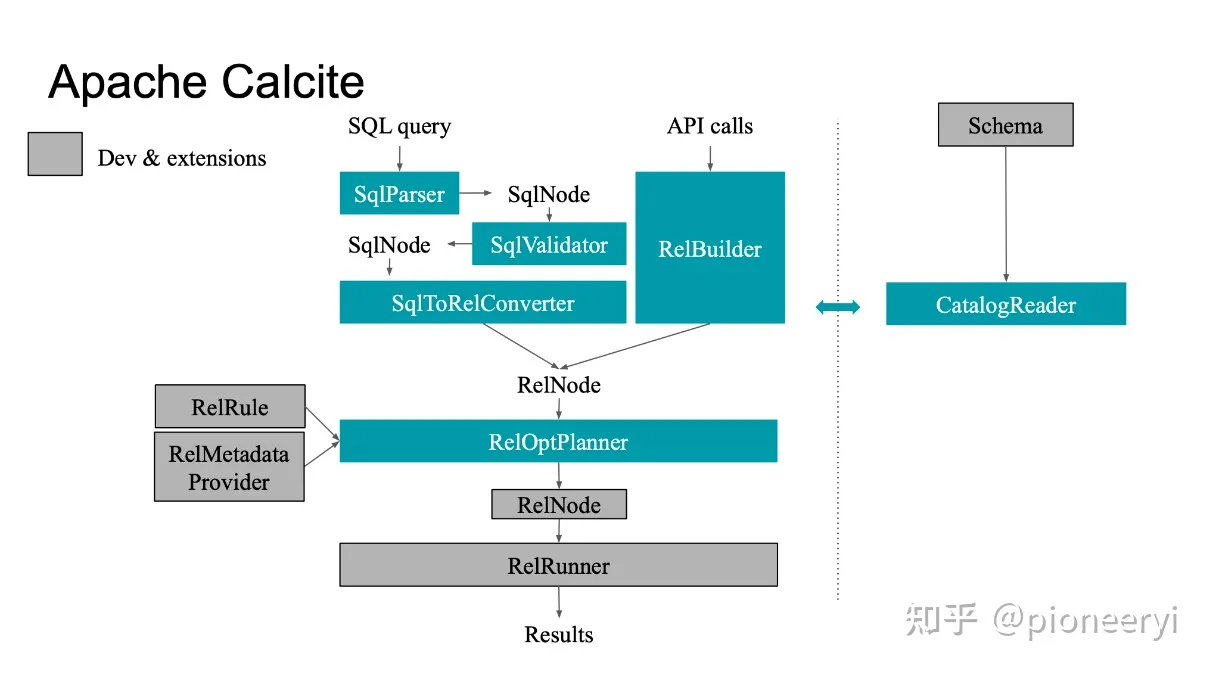 Apache Calcite
Dev & extensions
SQL query
API calls
SqlParser
SqlNode
SqlValidator
SqlNode
SqlToRelConverter
RelBuilder
Schema
CatalogReader
RelNode
RelRule
RelMetadata
Provider
RelOptPlanner
RelNode
RelRunner
Results
知乎 @pioneeryi